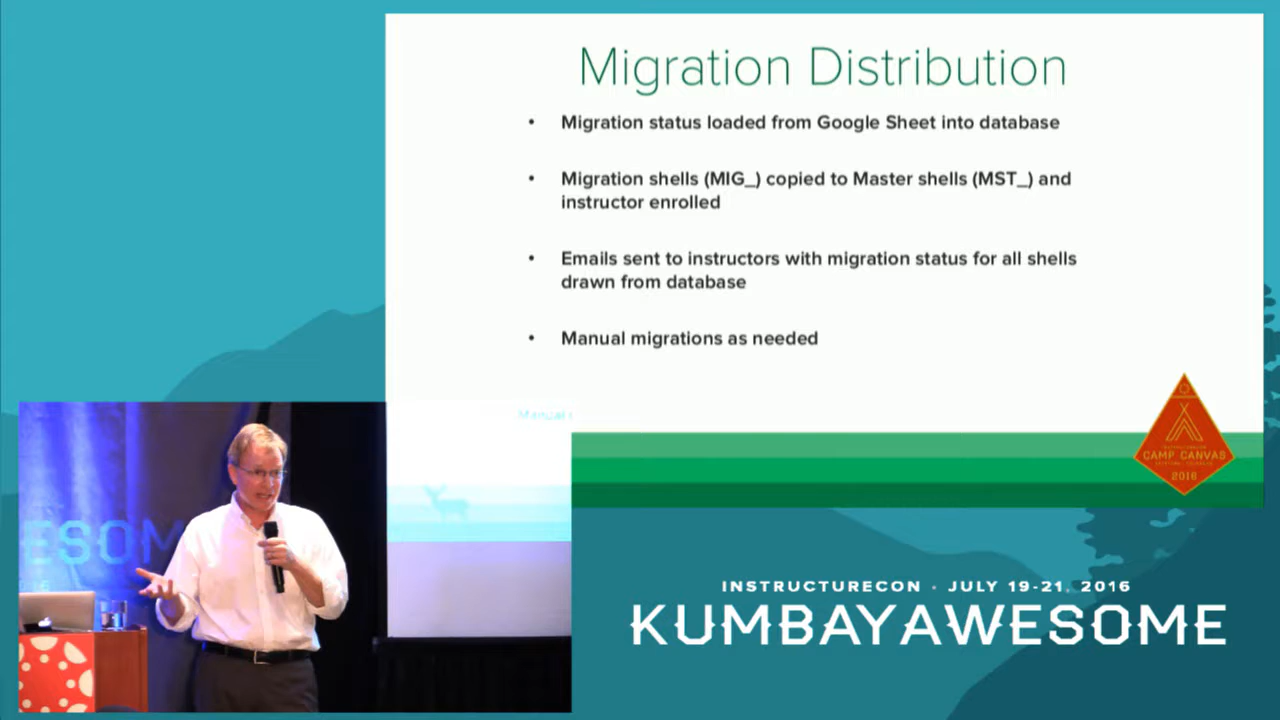 Migration Distribution
• Migration status loaded from Google Sheet into database
• Migration shells (MIG_) copied to Master shells (MST_) and
instructor enrolled
• Emails sent to instructors with migration status for all shells
drawn from database
• Manual migrations as needed
Manual
ESOM
CAMP CANVAS
2016
INSTRUCTURECON • JULY 19-21, 2016
KUMBAYAWESOME